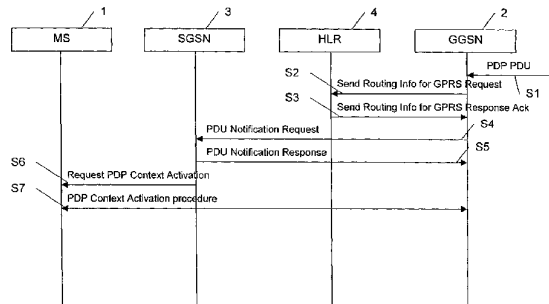 1
3
4
2
MS
SGSN
HLR
GGSN
PDP PDU
S1
S2
Send Routing Info for GPRS Request
S3
Send Routing Info for GPRS Response Ack
S4
PDU Notification Request
S5
PDU Notification Response
S6
Request PDP Context Activation
S7
PDP Context Activation procedure